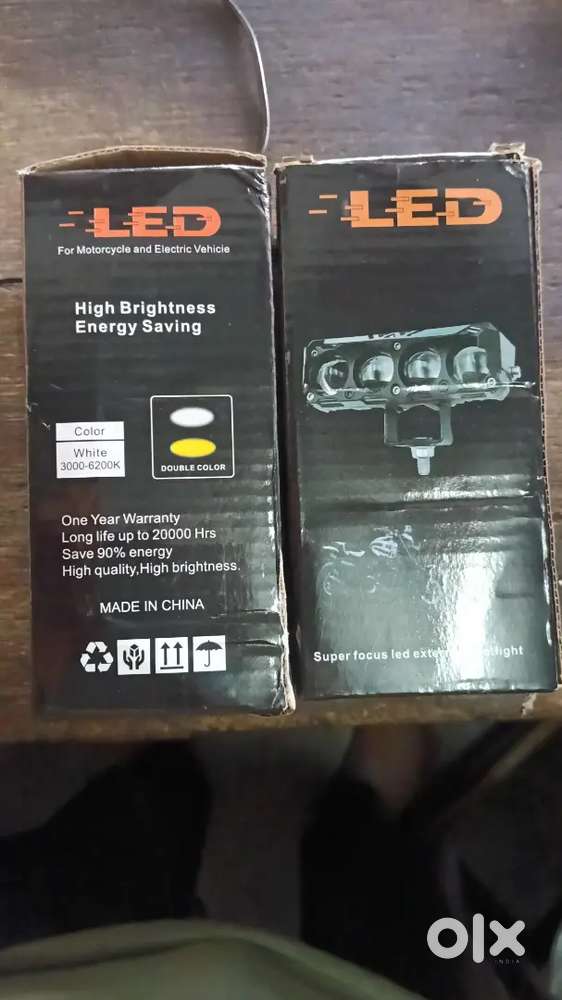 LED
For Motorcycle and Electric Vehicie
High Brightness
Energy Saving
Color
White
3000-6200K
DOUBLE COLOR
One Year Warranty
Long life up to 20000 Hrs
Save 90% energy
High quality,High brightness.
MADE IN CHINA
LED
Super focus led
olx
INDIA